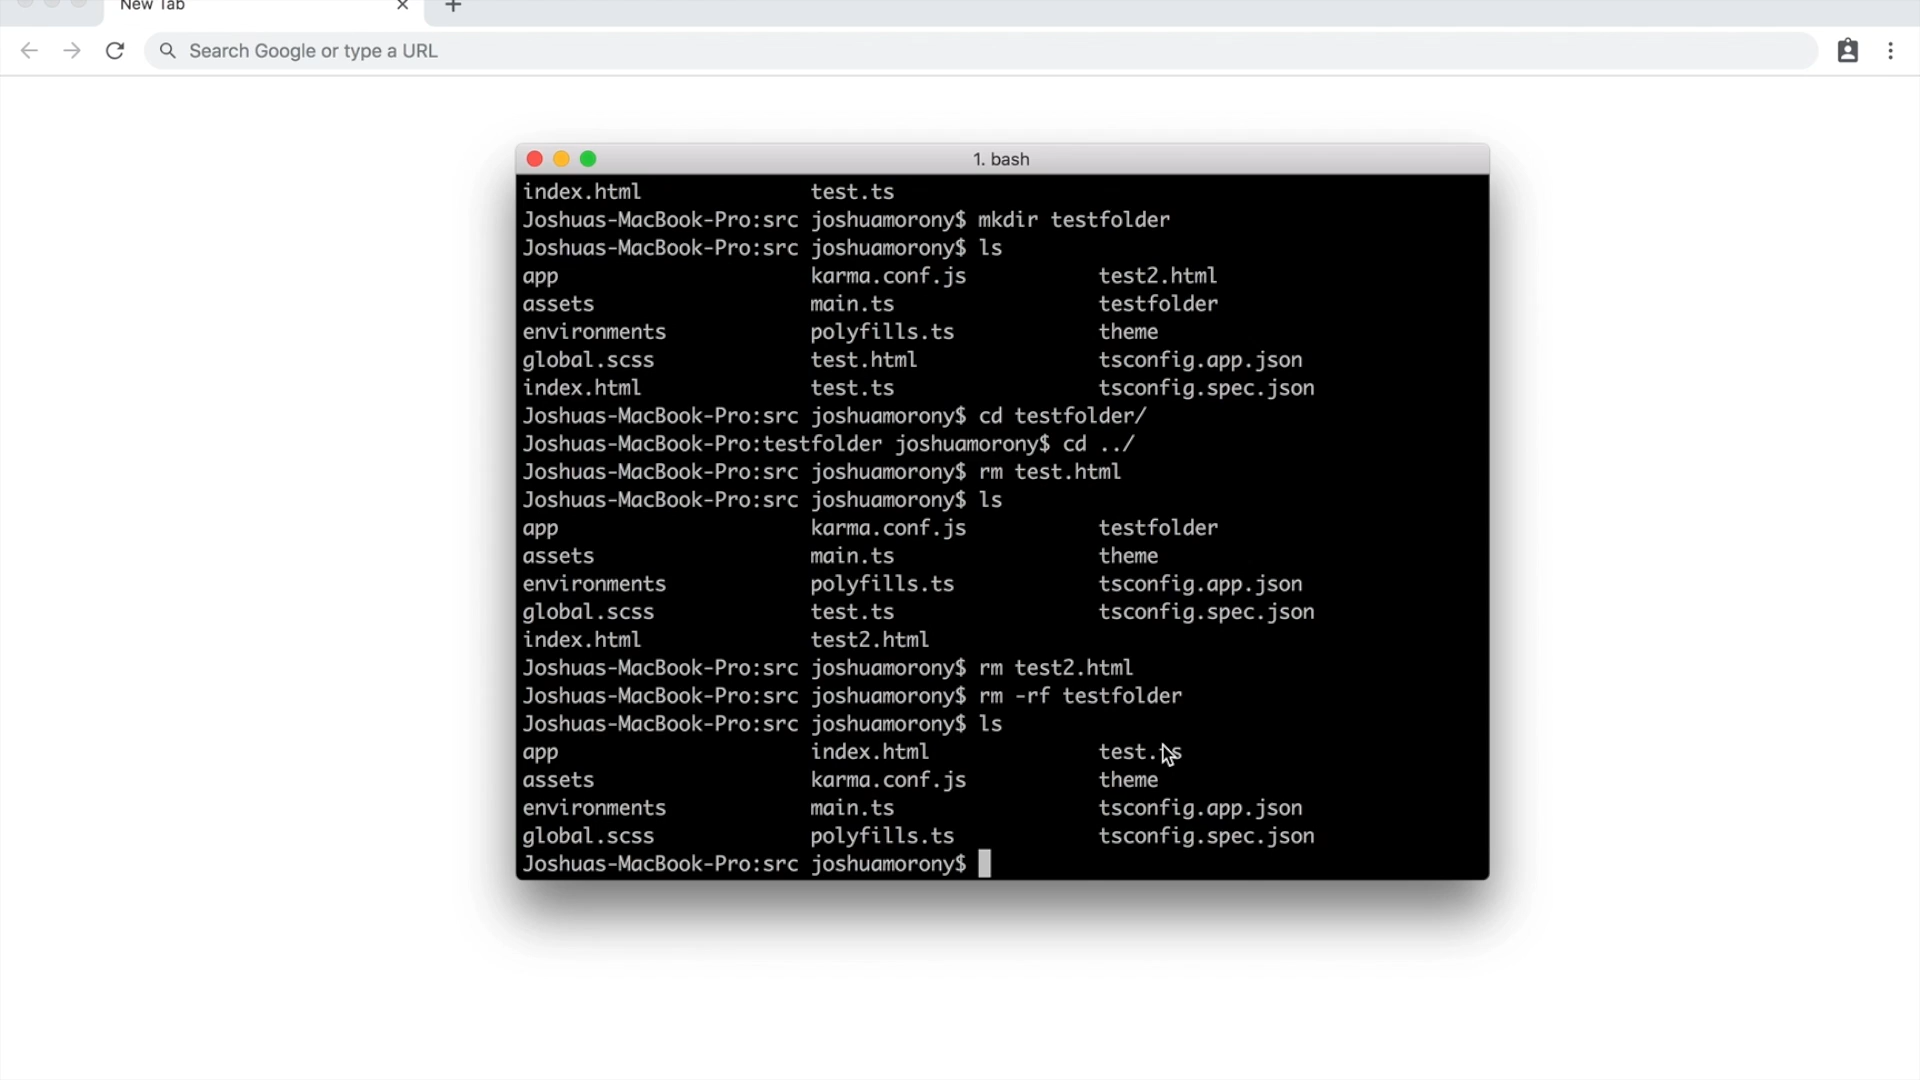 New Tab
Search Google or type a URL
1. bash
index.html test.ts
Joshuas-MacBook-Pro:src joshuamorony$ mkdir testfolder
Joshuas-MacBook-Pro:src joshuamorony$ ls
app karma.conf.js test2.html
assets main.ts testfolder
environments polyfills.ts theme
global.scss test.html tsconfig.app.json
index.html test.ts tsconfig.spec.json
Joshuas-MacBook-Pro:src joshuamorony$ cd testfolder/
Joshuas-MacBook-Pro:testfolder joshuamorony$ cd ../
Joshuas-MacBook-Pro:src joshuamorony$ rm test.html
Joshuas-MacBook-Pro:src joshuamorony$ ls
app karma.conf.js testfolder
assets main.ts theme
environments polyfills.ts tsconfig.app.json
global.scss test.ts tsconfig.spec.json
index.html test2.html
Joshuas-MacBook-Pro:src joshuamorony$ rm test2.html
Joshuas-MacBook-Pro:src joshuamorony$ rm -rf testfolder
Joshuas-MacBook-Pro:src joshuamorony$ ls
app index.html test.ts
assets karma.conf.js theme
environments main.ts tsconfig.app.json
global.scss polyfills.ts tsconfig.spec.json
Joshuas-MacBook-Pro:src joshuamorony$